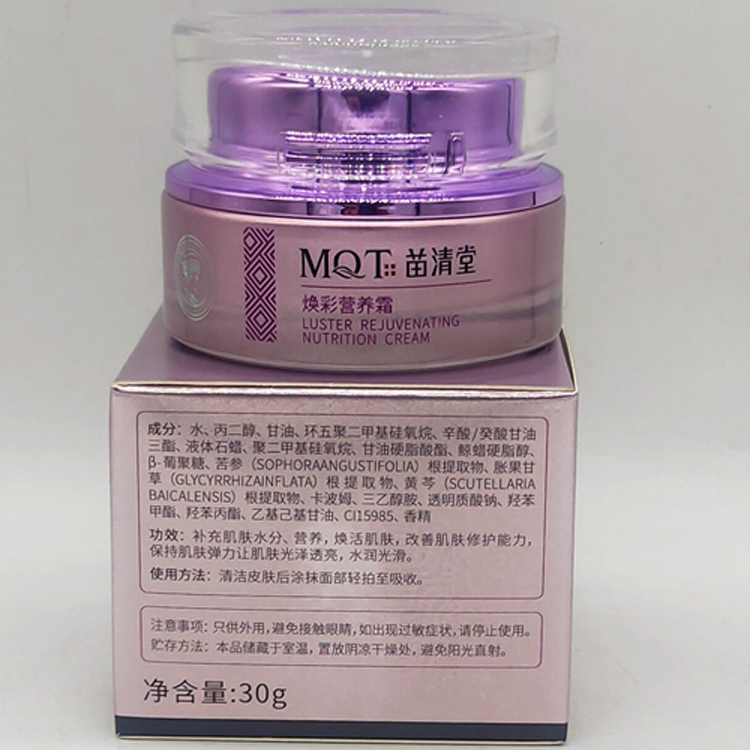 MQT 苗清堂
焕彩营养霜
LUSTER REJUVENATING
NUTRITION CREAM
成分：水、丙二醇、甘油、环五聚二甲基硅氧烷、辛酸/癸酸甘油
三酯、液体石蜡、聚二甲基硅氧烷、甘油硬脂酸酯、鲸蜡硬脂醇、
β-葡聚糖、苦参（SOPHORAANGUSTIFOLIA）根提取物、胀果甘
草（GLYCYRRHIZAINFLATA）根提取物、黄芩（SCUTELLARIA
BAICALENSIS）根提取物、卡波姆、三乙醇胺、透明质酸钠、羟苯
甲酯、羟苯丙酯、乙基己基甘油、CI15985、香精
功效：补充肌肤水分、营养，焕活肌肤，改善肌肤修护能力，
保持肌肤弹力让肌肤光泽透亮，水润光滑。
使用方法：清洁皮肤后涂抹面部轻拍至吸收。
注意事项：只供外用，避免接触眼睛，如出现过敏症状，请停止使用。
贮存方法：本品储藏于室温，置放阴凉干燥处，避免阳光直射。
净含量:30g